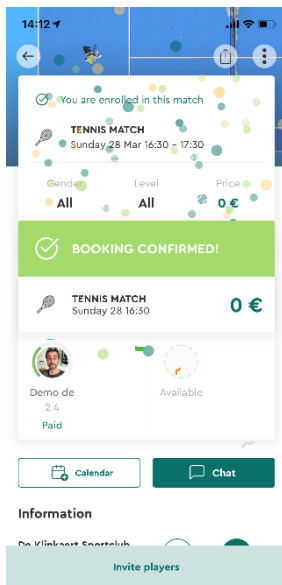 14:12
You are enrolled in this match
TENNIS MATCH
Sunday 28 Mar 16:30 - 17:30
Gender
Level
Price
All
All
0 €
BOOKING CONFIRMED!
TENNIS MATCH
Sunday 28 16:30
0 €
Demo de
2.4
Paid
Available
Calendar
Chat
Information
De Klinkaert Sportclub
Invite players